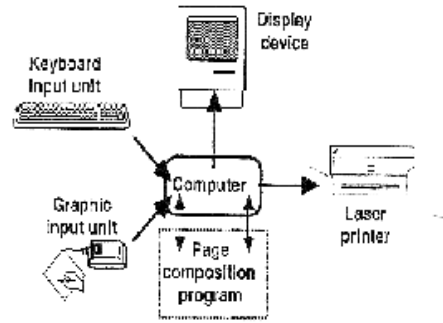 Display
device
Keyboard
Input unit
Computer
Graphic
input unit
Laser
printer
Page
composition
program